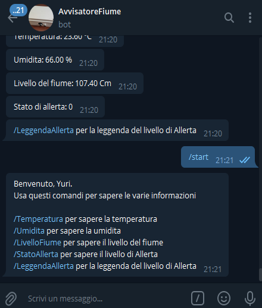 ..21
AvvisatoreFiume
bot
Temperatura: 23.60 °C
21:20
Umidita: 66.00 %
21:20
Livello del fiume: 107.40 Cm
21:20
Stato di allerta: 0
21:20
/LeggendaAllerta per la leggenda del livello di Allerta
21:20
/start 21:21
Benvenuto, Yuri.
Usa questi comandi per sapere le varie informazioni
/Temperatura per sapere la temperatura
/Umidita per sapere la umidità
/LivelloFiume per sapere il livello del fiume
/StatoAllerta per sapere il livello di Allerta
/LeggendaAllerta per la leggenda del livello di Allerta
21:21
Scrivi un messaggio...